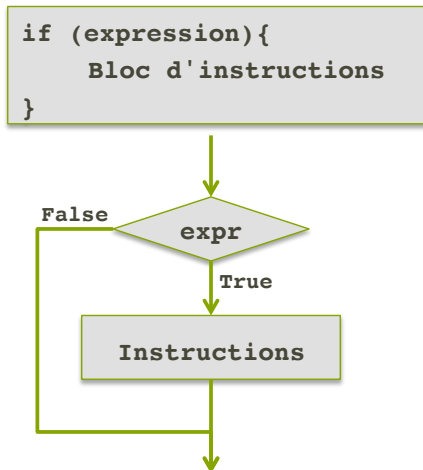 if (expression){
Bloc d'instructions
}
False
expr
True
Instructions